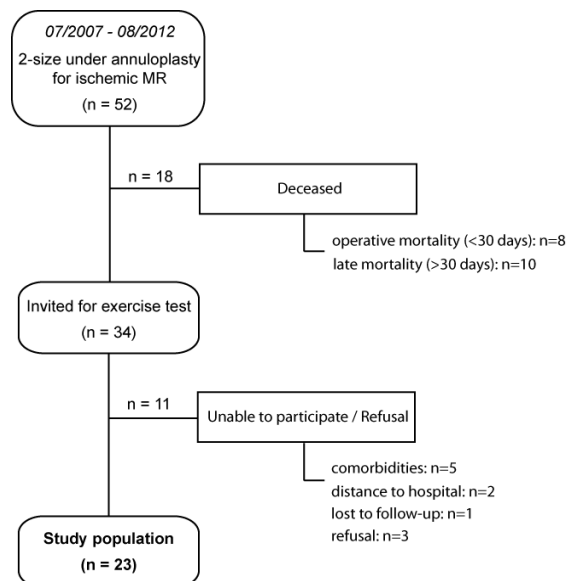 07/2007 - 08/2012
2-size under annuloplasty
for ischemic MR
(n = 52)
n = 18
Deceased
operative mortality (<30 days): n=8
late mortality (>30 days): n=10
Invited for exercise test
(n = 34)
n = 11
Unable to participate / Refusal
comorbidities: n=5
distance to hospital: n=2
lost to follow-up: n=1
refusal: n=3
Study population
(n = 23)